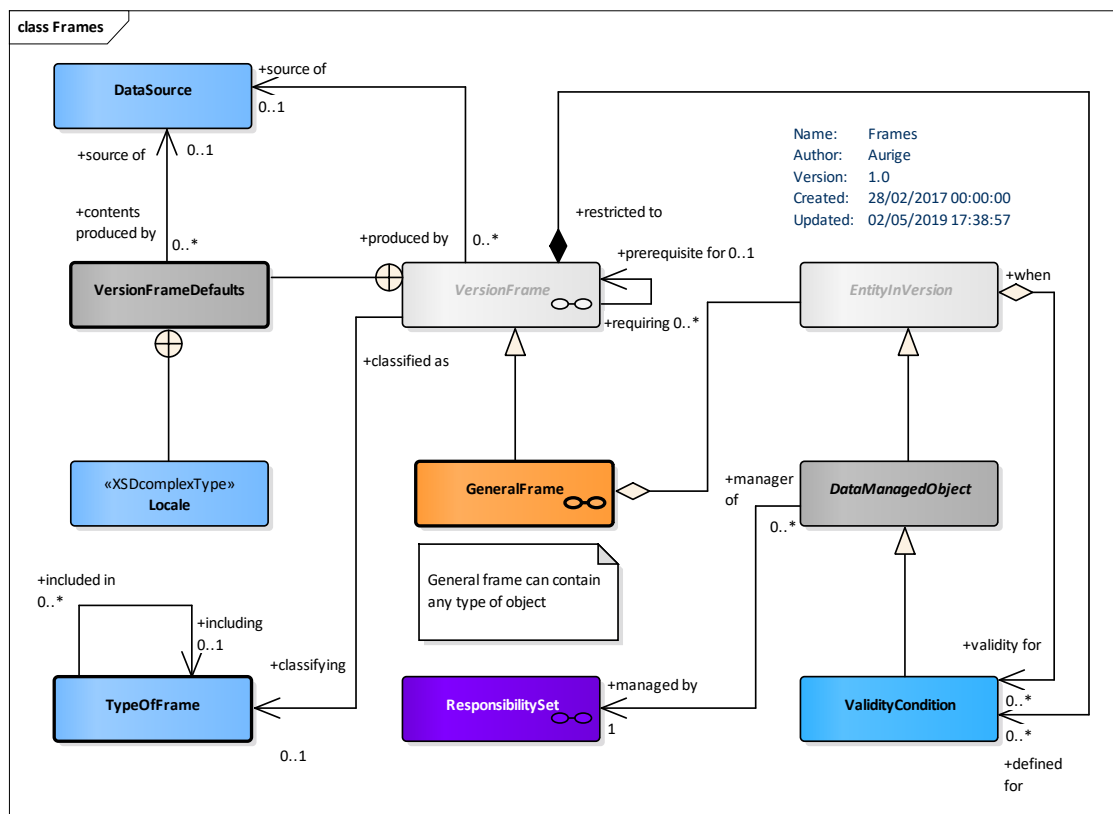 class Frames
+source of
DataSource
0..1
+source of
0..1
Name: Frames
Author: Aurige
Version: 1.0
Created: 28/02/2017 00:00:00
Updated: 02/05/2019 17:38:57
+contents
produced by
0..*
+restricted to
+produced by
0..*
+prerequisite for 0..1
+when
VersionFrameDefaults
VersionFrame
EntityInVersion
+requiring 0..*
+classified as
«XSDcomplexType»
Locale
GeneralFrame
+manager
of
0..*
DataManagedObject
General frame can contain
any type of object
+included in
0..*
+including
0..1
+classifying
+validity for
TypeOfFrame
0..1
ResponsibilitySet
+managed by
1
ValidityCondition
0..*
0..*
+defined
for